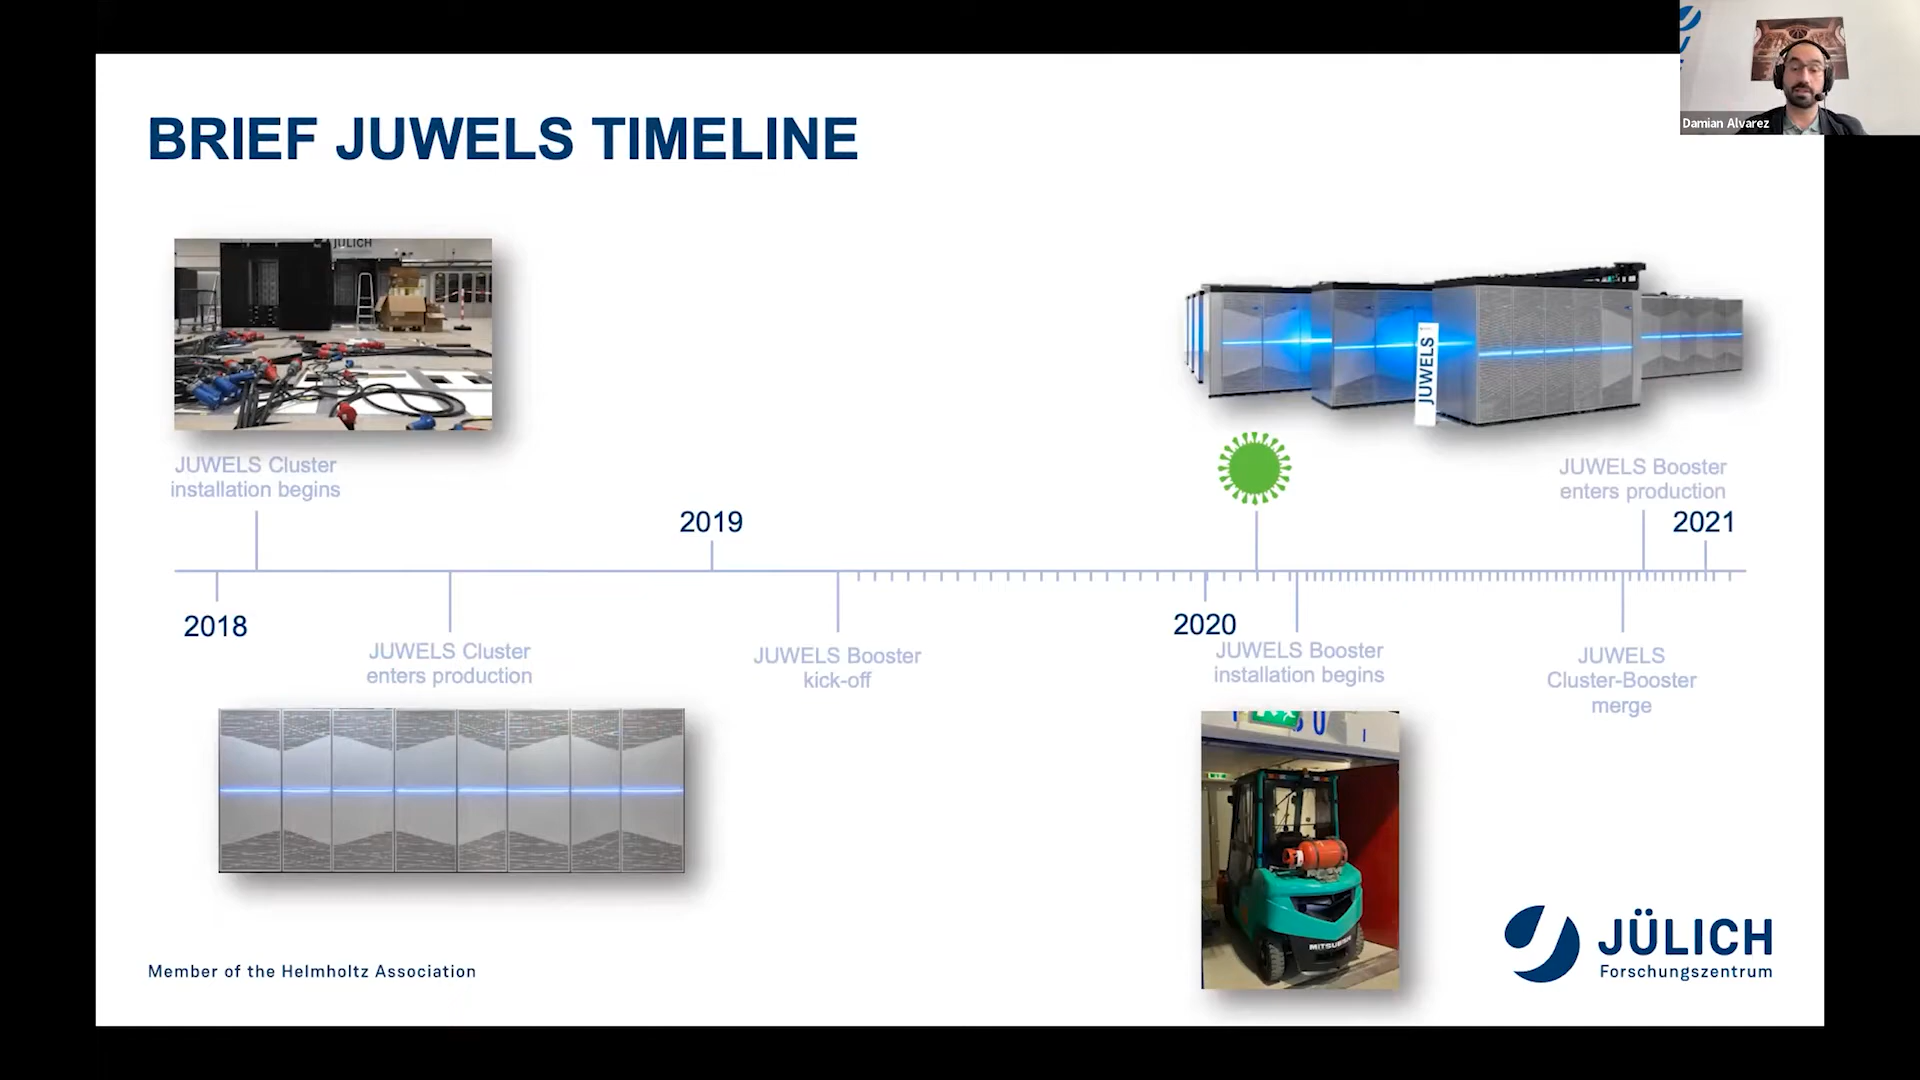 Damian Alvarez
BRIEF JUWELS TIMELINE
JÜLICH
JUWELS
JUWELS Cluster
installation begins
JUWELS Booster
enters production
2019
2021
2018
2020
JUWELS Cluster
enters production
JUWELS Booster
kick-off
JUWELS Booster
installation begins
JUWELS
Cluster-Booster
merge
MITSUBISHI
Member of the Helmholtz Association
JÜLICH
Forschungszentrum